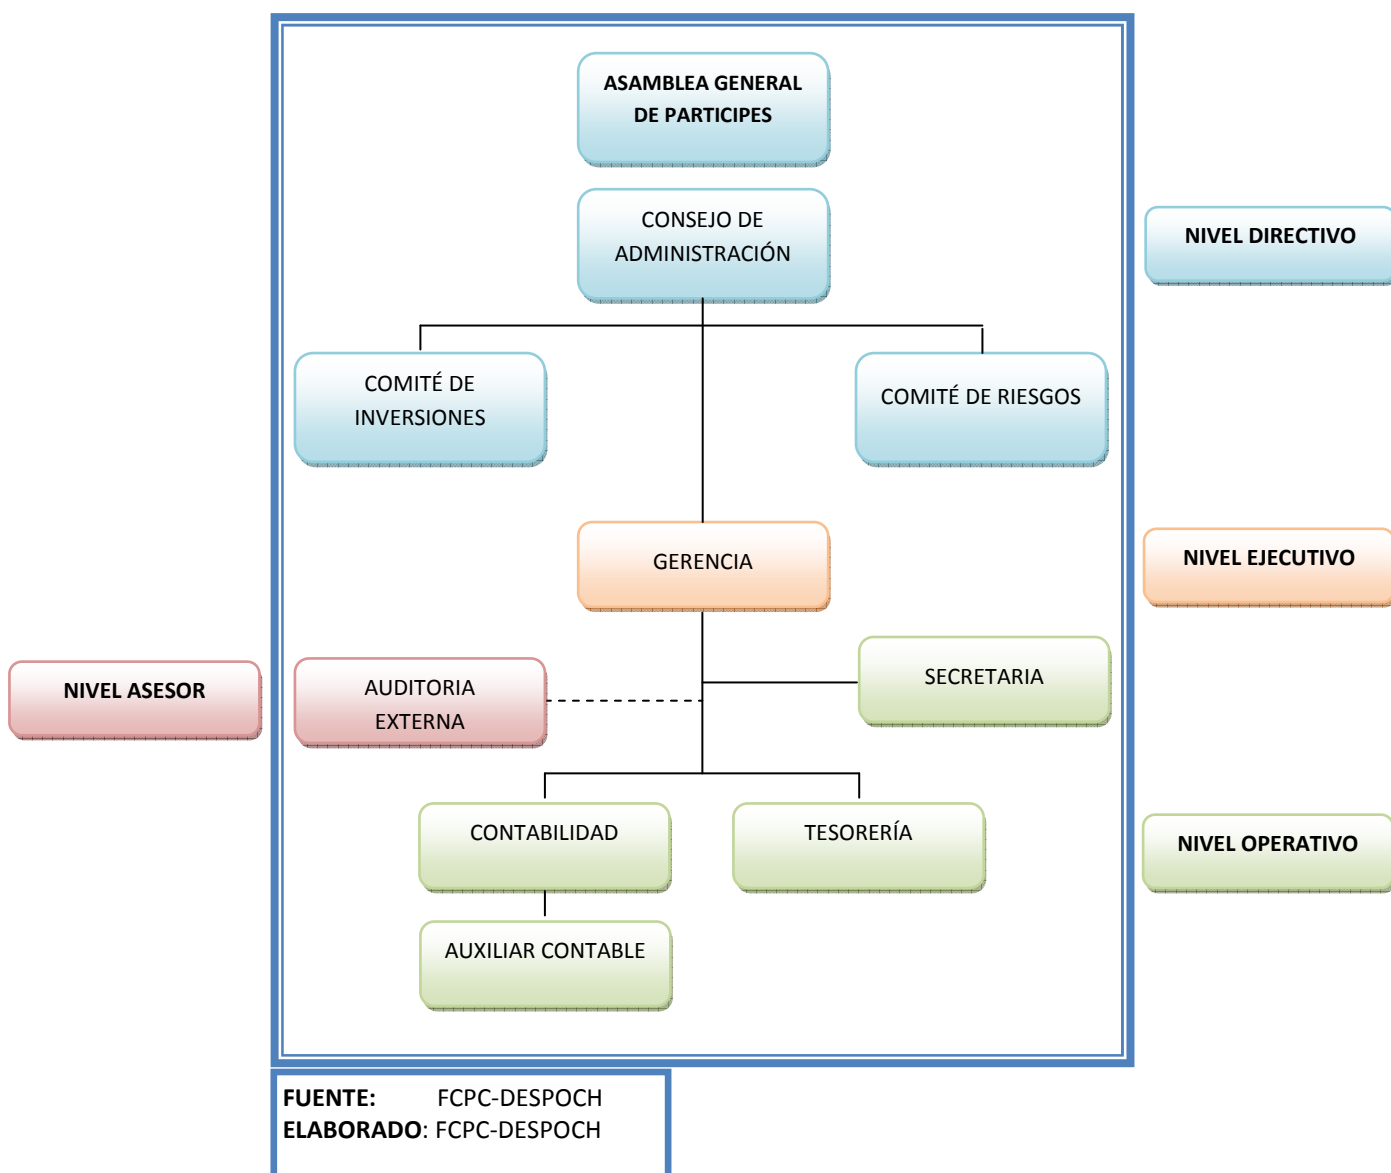 ASAMBLEA GENERAL
DE PARTICIPES
CONSEJO DE
ADMINISTRACIÓN
NIVEL DIRECTIVO
COMITÉ DE
INVERSIONES
COMITÉ DE RIESGOS
GERENCIA
NIVEL EJECUTIVO
NIVEL ASESOR
AUDITORIA
EXTERNA
SECRETARIA
CONTABILIDAD
TESORERÍA
NIVEL OPERATIVO
AUXILIAR CONTABLE
FUENTE: FCPC-DESPOCH
ELABORADO: FCPC-DESPOCH